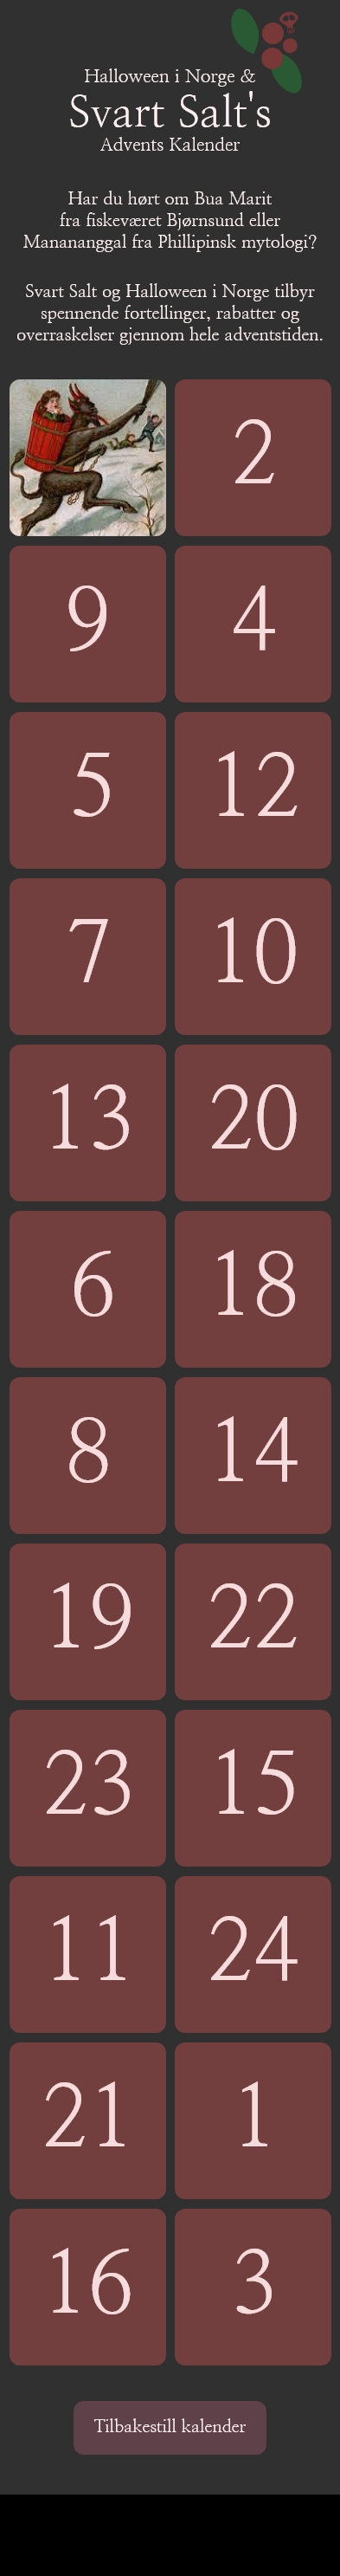 Halloween i Norge &
Svart Salt's
Advents Kalender
Har du hørt om Bua Marit
fra fiskeværet Bjørnsund eller
Manananggal fra Phillipinsk mytologi?
Svart Salt og Halloween i Norge tilbyr
spennende fortellinger, rabatter og
overraskelser gjennom hele adventstiden.
2
9 4
5 12
7 10
13 20
6 18
8 14
19 22
23 15
11 24
21 1
16 3
Tilbakestill kalender